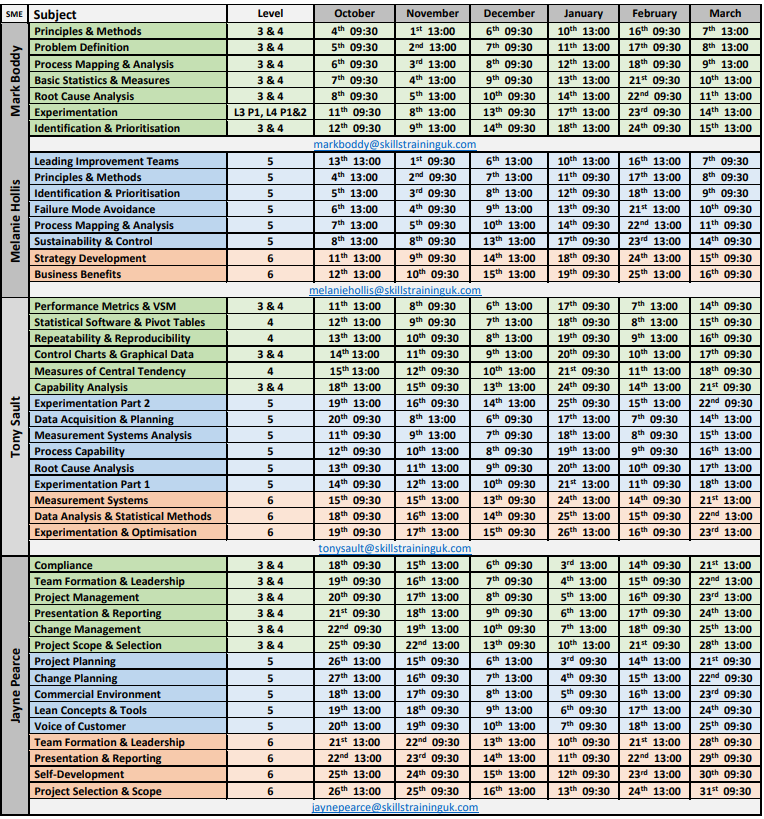 SME Subject Level October November December January February March
Mark Boddy
Principles & Methods 3 & 4 4th 09:30 1st 13:00 6th 09:30 10th 13:00 16th 09:30 7th 13:00
Problem Definition 3 & 4 5th 09:30 2nd 13:00 7th 09:30 11th 13:00 17th 09:30 8th 13:00
Process Mapping & Analysis 3 & 4 6th 09:30 3rd 13:00 8th 09:30 12th 13:00 18th 09:30 9th 13:00
Basic Statistics & Measures 3 & 4 7th 09:30 4th 13:00 9th 09:30 13th 13:00 21st 09:30 10th 13:00
Root Cause Analysis 3 & 4 8th 09:30 5th 13:00 10th 09:30 14th 13:00 22nd 09:30 11th 13:00
Experimentation L3 P1, L4 P1&2 11th 09:30 8th 13:00 13th 09:30 17th 13:00 23rd 09:30 14th 13:00
Identification & Prioritisation 3 & 4 12th 09:30 9th 13:00 14th 09:30 18th 13:00 24th 09:30 15th 13:00
markboddy@skillstraininguk.com
Melanie Hollis
Leading Improvement Teams 5 13th 13:00 1st 09:30 6th 13:00 10th 13:00 16th 13:00 7th 09:30
Principles & Methods 5 4th 13:00 2nd 09:30 7th 13:00 11th 09:30 17th 13:00 8th 09:30
Identification & Prioritisation 5 5th 13:00 3rd 09:30 8th 13:00 12th 09:30 18th 13:00 9th 09:30
Failure Mode Avoidance 5 6th 13:00 4th 09:30 9th 13:00 13th 09:30 21st 13:00 10th 09:30
Process Mapping & Analysis 5 7th 13:00 5th 09:30 10th 13:00 14th 09:30 22nd 13:00 11th 09:30
Sustainability & Control 5 8th 13:00 8th 09:30 13th 13:00 17th 09:30 23rd 13:00 14th 09:30
Strategy Development 6 11th 13:00 9th 09:30 14th 13:00 18th 09:30 24th 13:00 15th 09:30
Business Benefits 6 12th 13:00 10th 09:30 15th 13:00 19th 09:30 25th 13:00 16th 09:30
melaniehollis@skillstraininguk.com
Tony Sault
Performance Metrics & VSM 3 & 4 11th 13:00 8th 09:30 6th 13:00 17th 09:30 7th 13:00 14th 09:30
Statistical Software & Pivot Tables 4 12th 13:00 9th 09:30 7th 13:00 18th 09:30 8th 13:00 15th 09:30
Repeatability & Reproducibility 4 13th 13:00 10th 09:30 8th 13:00 19th 09:30 9th 13:00 16th 09:30
Control Charts & Graphical Data 3 & 4 14th 13:00 11th 09:30 9th 13:00 20th 09:30 10th 13:00 17th 09:30
Measures of Central Tendency 4 15th 13:00 12th 09:30 10th 13:00 21st 09:30 11th 13:00 18th 09:30
Capability Analysis 3 & 4 18th 13:00 15th 09:30 13th 13:00 24th 09:30 14th 13:00 21st 09:30
Experimentation Part 2 5 19th 09:30 16th 09:30 14th 13:00 25th 09:30 15th 13:00 22nd 09:30
Data Acquisition & Planning 5 20th 09:30 8th 13:00 6th 09:30 17th 13:00 7th 09:30 14th 13:00
Measurement Systems Analysis 5 11th 09:30 9th 13:00 7th 09:30 18th 13:00 8th 09:30 15th 13:00
Process Capability 5 12th 09:30 10th 13:00 8th 09:30 19th 13:00 9th 09:30 16th 13:00
Root Cause Analysis 5 13th 09:30 11th 13:00 9th 09:30 20th 13:00 10th 09:30 17th 13:00
Experimentation Part 1 5 14th 09:30 12th 13:00 10th 09:30 21st 13:00 11th 09:30 18th 13:00
Measurement Systems 6 15th 09:30 15th 09:30 13th 09:30 24th 13:00 14th 09:30 21st 13:00
Data Analysis & Statistical Methods 6 18th 09:30 16th 13:00 14th 09:30 25th 13:00 15th 09:30 22nd 13:00
Experimentation & Optimisation 6 19th 09:30 17th 13:00 15th 09:30 26th 13:00 16th 09:30 23rd 13:00
tonysault@skillstraininguk.com
Jayne Pearce
Compliance 3 & 4 18th 09:30 15th 13:00 6th 09:30 3rd 13:00 14th 09:30 21st 13:00
Team Formation & Leadership 3 & 4 19th 09:30 16th 13:00 7th 09:30 4th 13:00 15th 09:30 22nd 13:00
Project Management 3 & 4 20th 09:30 17th 13:00 8th 09:30 5th 13:00 16th 09:30 23rd 13:00
Presentation & Reporting 3 & 4 21st 09:30 18th 13:00 9th 09:30 6th 13:00 17th 09:30 24th 13:00
Change Management 3 & 4 22nd 09:30 19th 13:00 10th 09:30 7th 13:00 18th 09:30 25th 13:00
Project Scope & Selection 3 & 4 25th 09:30 22nd 13:00 13th 09:30 10th 13:00 21st 09:30 28th 13:00
Project Planning 5 26th 13:00 15th 09:30 6th 13:00 3rd 09:30 14th 13:00 21st 09:30
Change Planning 5 27th 13:00 16th 09:30 7th 13:00 4th 09:30 15th 13:00 22nd 09:30
Commercial Environment 5 18th 13:00 17th 09:30 8th 13:00 5th 09:30 16th 13:00 23rd 09:30
Lean Concepts & Tools 5 19th 13:00 18th 09:30 9th 13:00 6th 09:30 17th 13:00 24th 09:30
Voice of Customer 5 20th 13:00 19th 09:30 10th 13:00 7th 09:30 18th 13:00 25th 09:30
Team Formation & Leadership 6 21st 13:00 22nd 09:30 13th 13:00 10th 09:30 21st 13:00 28th 09:30
Presentation & Reporting 6 22nd 13:00 23rd 09:30 14th 13:00 11th 09:30 22nd 13:00 29th 09:30
Self-Development 6 25th 13:00 24th 09:30 15th 13:00 12th 09:30 23rd 13:00 30th 09:30
Project Selection & Scope 6 26th 13:00 25th 09:30 16th 13:00 13th 09:30 24th 13:00 31st 09:30
jaynepearce@skillstraininguk.com